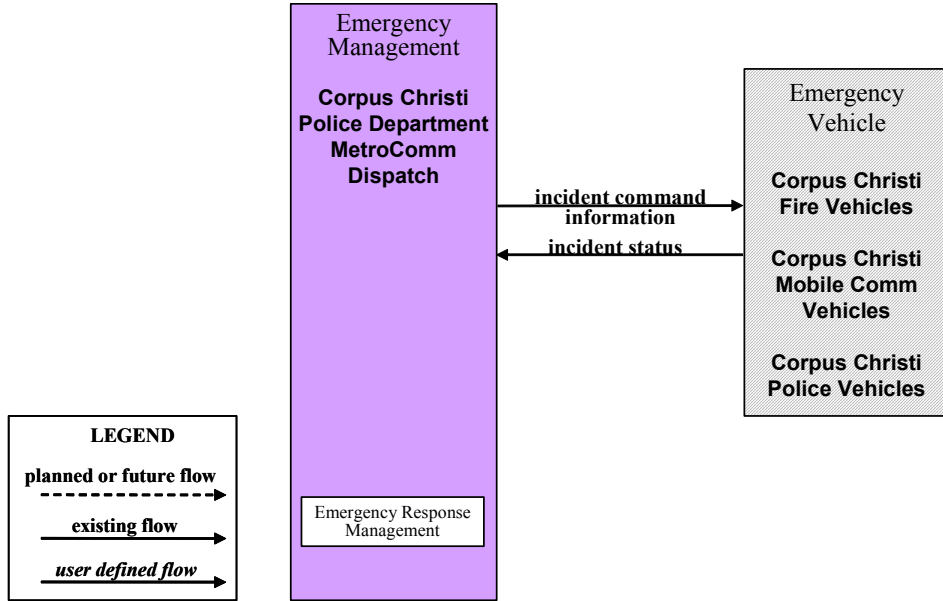 Emergency
Management
Corpus Christi
Police Department
MetroComm
Dispatch
Emergency
Vehicle
Corpus Christi
Fire Vehicles
Corpus Christi
Mobile Comm
Vehicles
Corpus Christi
Police Vehicles
incident command
information
incident status
LEGEND
planned or future flow
existing flow
user defined flow
Emergency Response
Management